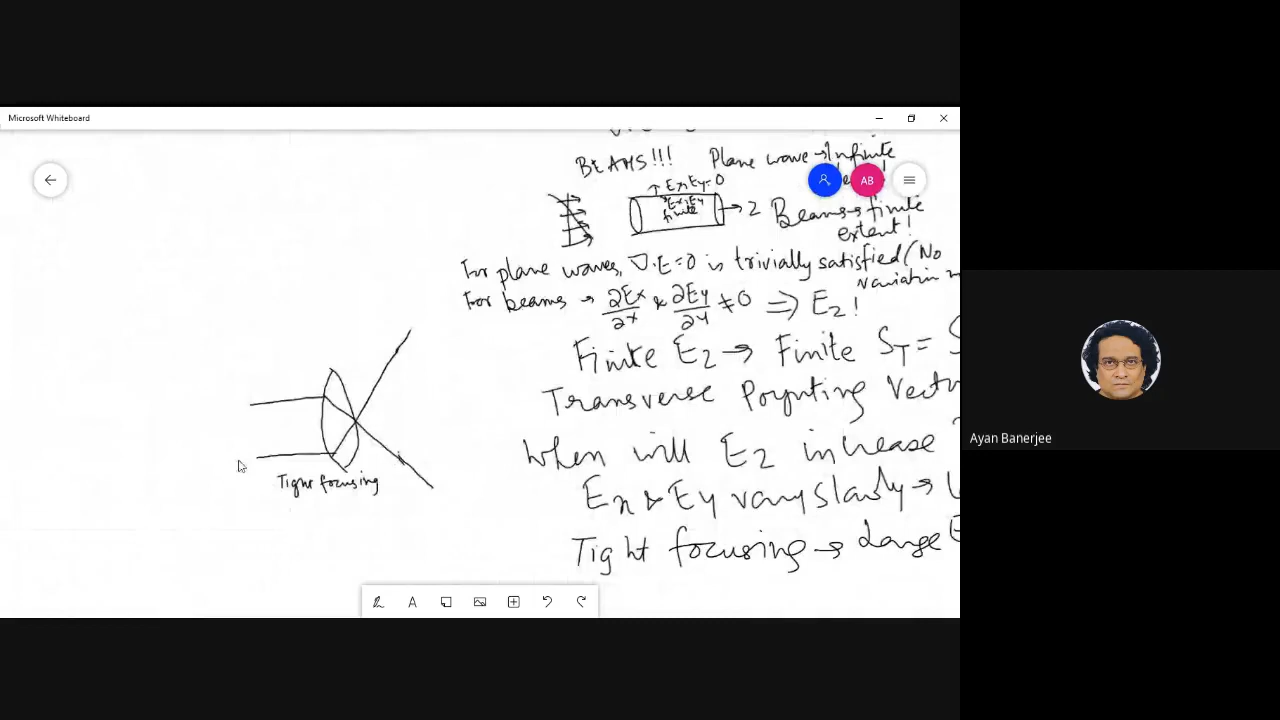 Microsoft Whiteboard
BEAMS!!! Plane wave → Infinite
AB
→ Ex, Ey = 0
Ex, Ey
finite
→ z Beams → finite
extent!
For plane waves, ∇·E=0 is trivially satisfied (No
variation
For beams → ∂Ex/∂x & ∂Ey/∂y ≠ 0 ⇒ Ez!
Finite Ez → Finite S_T =
Transverse Poynting Vect
When will Ez increase ?
Ex & Ey vary slowly →
Tight focusing → Large E
Tight focusing
A
Ayan Banerjee